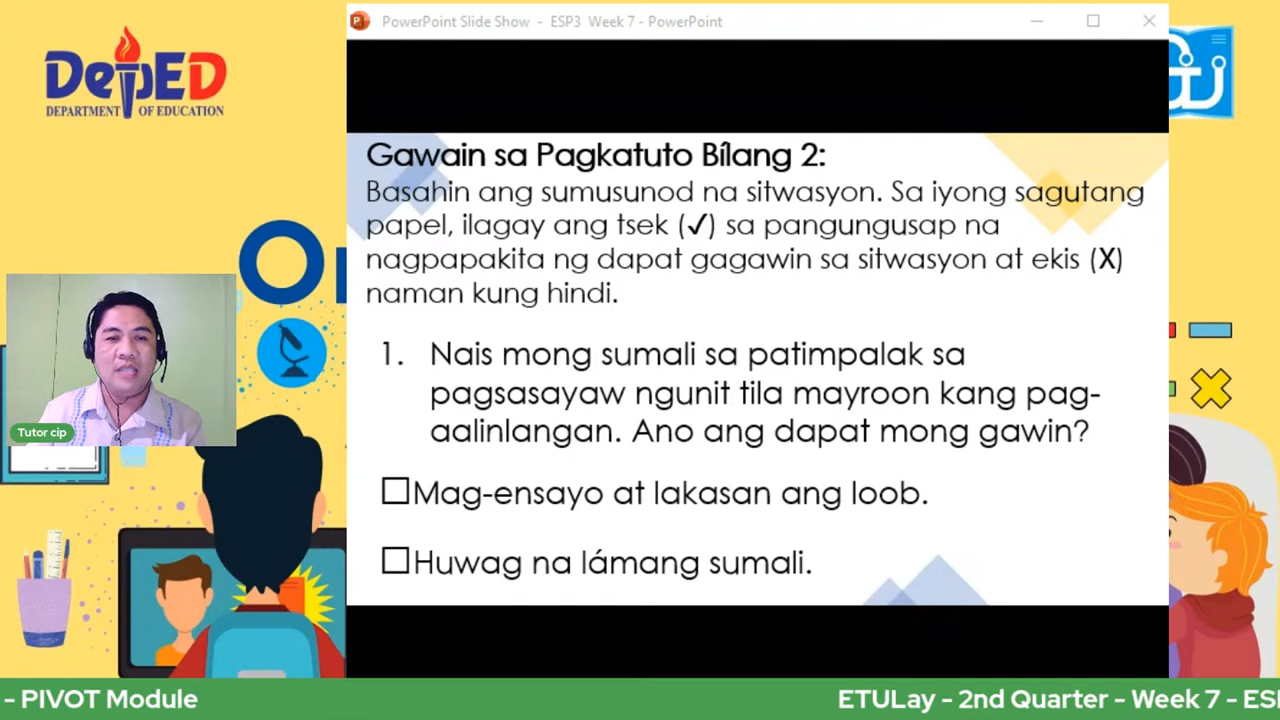 PowerPoint Slide Show - ESP3 Week 7 - PowerPoint
DepED
DEPARTMENT OF EDUCATION
Gawain sa Pagkatuto Bílang 2:
Basahin ang sumusunod na sitwasyon. Sa iyong sagutang
papel, ilagay ang tsek (✓) sa pangungusap na
nagpapakita ng dapat gagawin sa sitwasyon at ekis (X)
naman kung hindi.
1. Nais mong sumali sa patimpalak sa
pagsasayaw ngunit tila mayroon kang pag-
aalinlangan. Ano ang dapat mong gawin?
☐Mag-ensayo at lakasan ang loob.
☐Huwag na lámang sumali.
Tutor cip
- PIVOT Module
ETULay - 2nd Quarter - Week 7 - ES